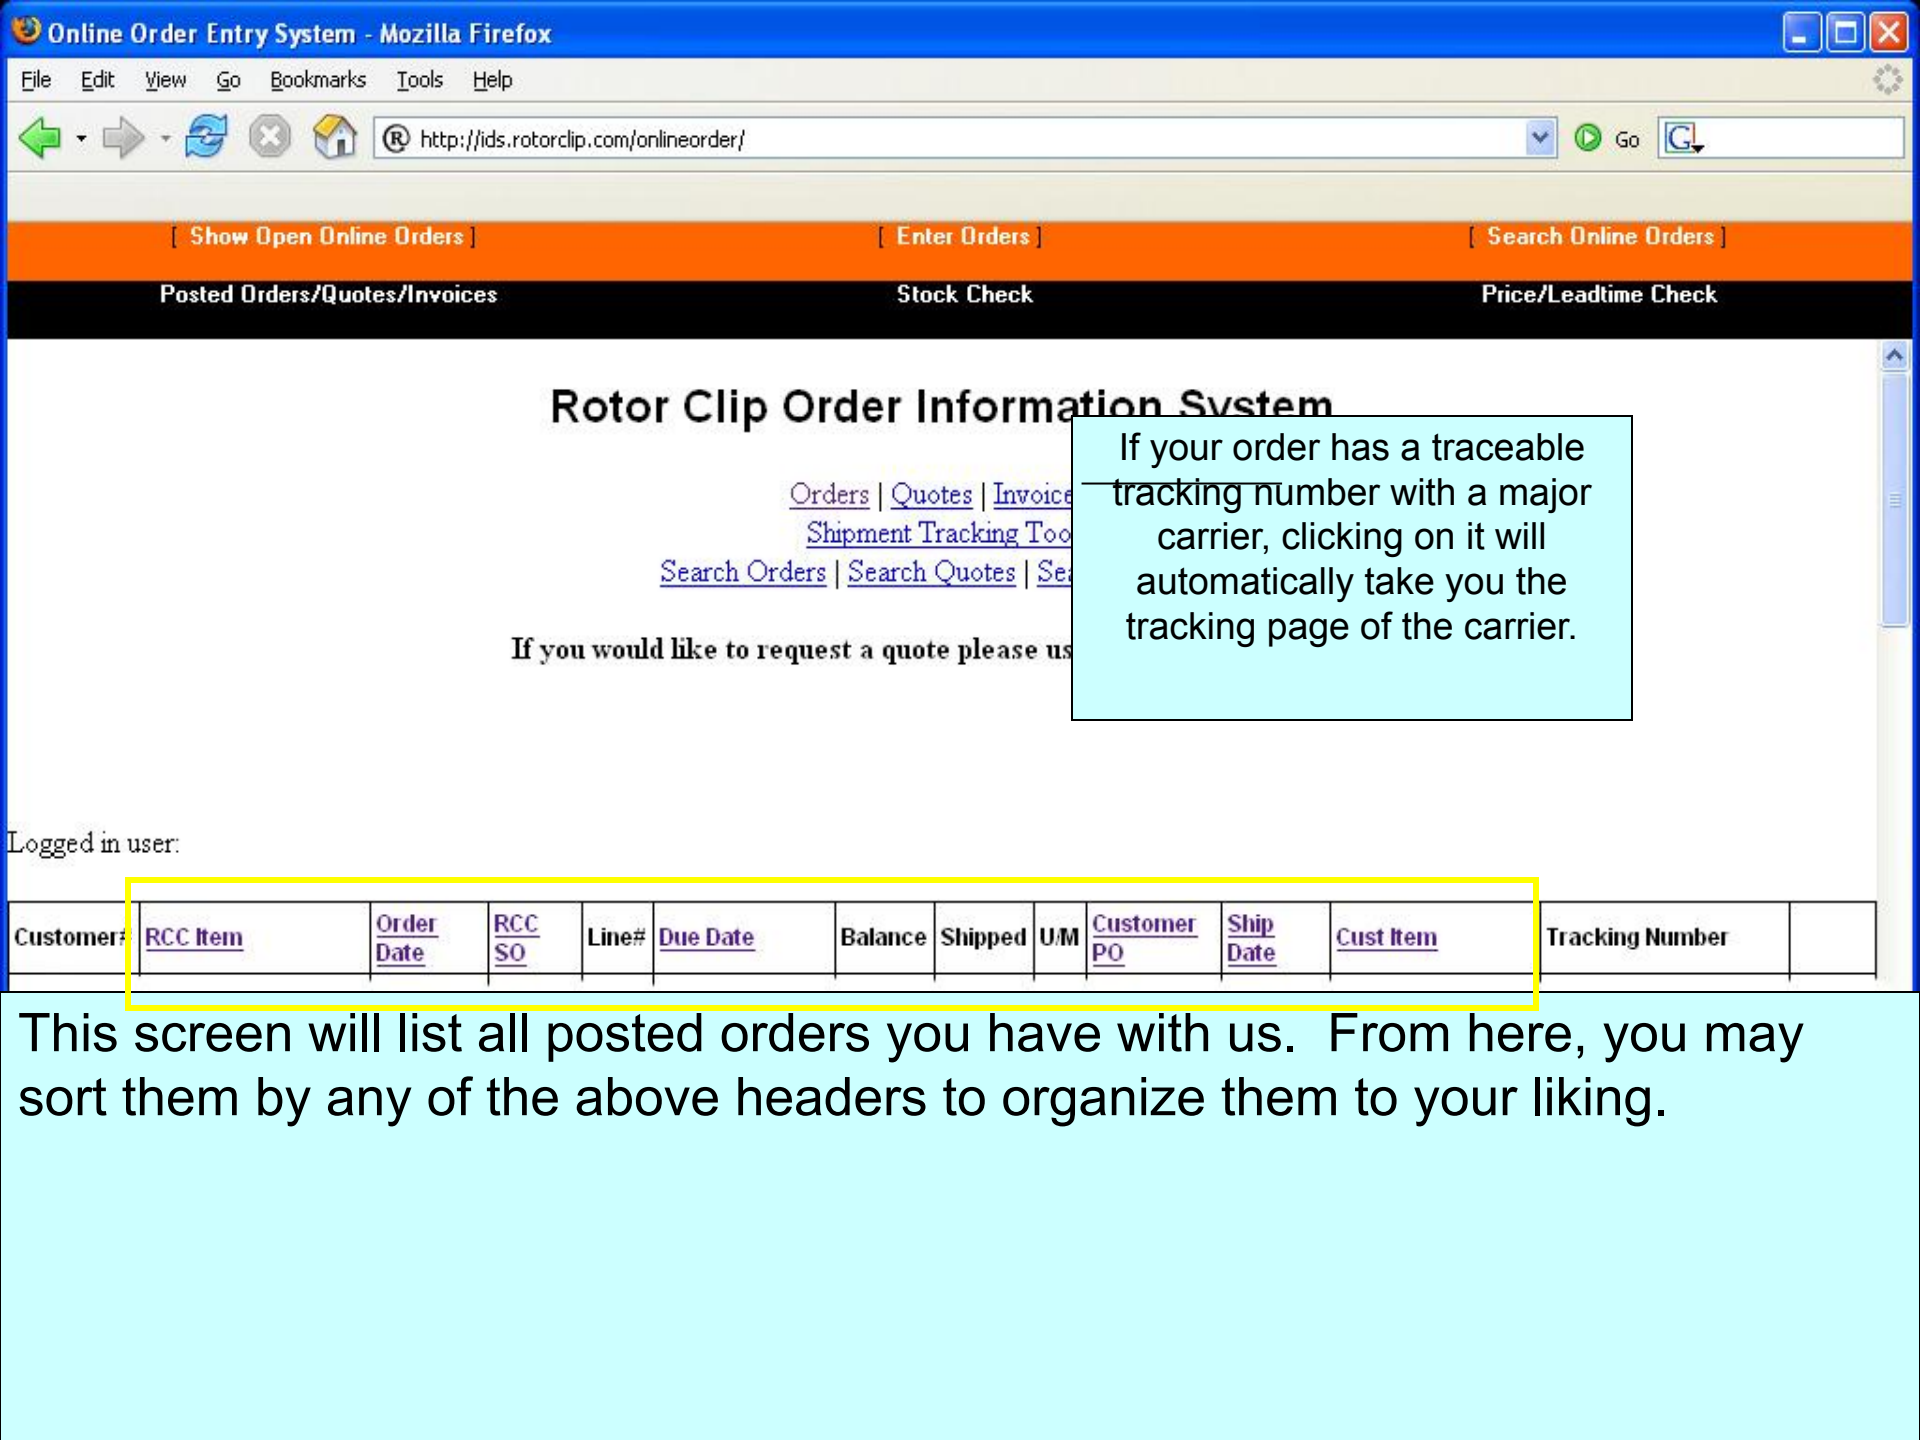 Online Order Entry System - Mozilla Firefox
File Edit View Go Bookmarks Tools Help
http://ids.rotorclip.com/onlineorder/ Go
[ Show Open Online Orders ] [ Enter Orders ] [ Search Online Orders ]
Posted Orders/Quotes/Invoices Stock Check Price/Leadtime Check
Rotor Clip Order Information System
Orders | Quotes | Invoice
Shipment Tracking Too
Search Orders | Search Quotes | Sea
If you would like to request a quote please us
If your order has a traceable
tracking number with a major
carrier, clicking on it will
automatically take you the
tracking page of the carrier.
Logged in user:
Customer# RCC Item Order Date RCC SO Line# Due Date Balance Shipped U/M Customer PO Ship Date Cust Item Tracking Number
This screen will list all posted orders you have with us. From here, you may
sort them by any of the above headers to organize them to your liking.